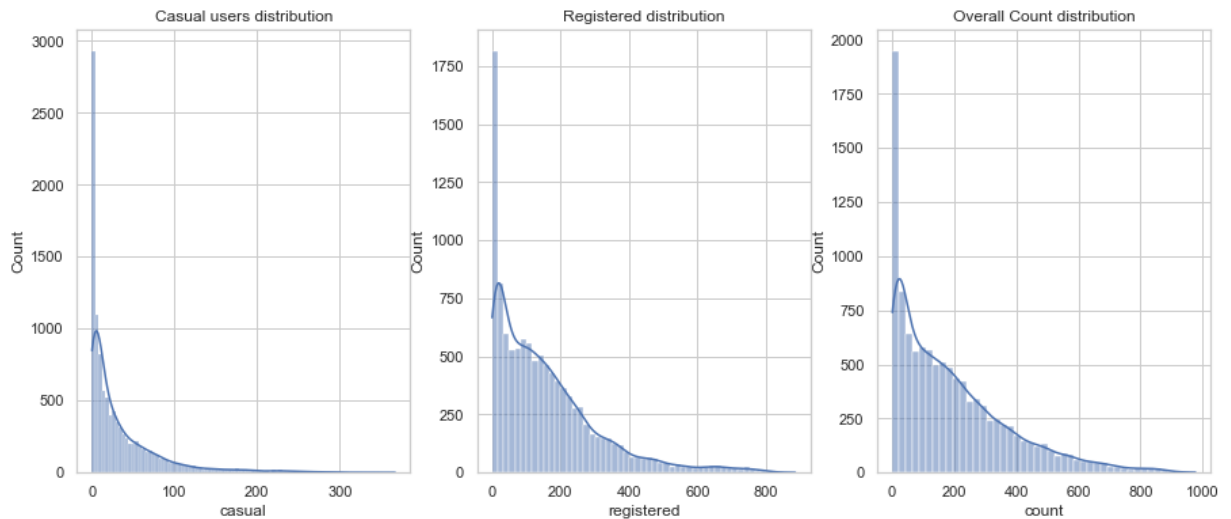 Casual users distribution
3000
2500
2000
1500
1000
500
0
Count
0 100 200 300
casual
Registered distribution
1750
1500
1250
1000
750
500
250
0
Count
0 200 400 600 800
registered
Overall Count distribution
2000
1750
1500
1250
1000
750
500
250
0
Count
0 200 400 600 800 1000
count